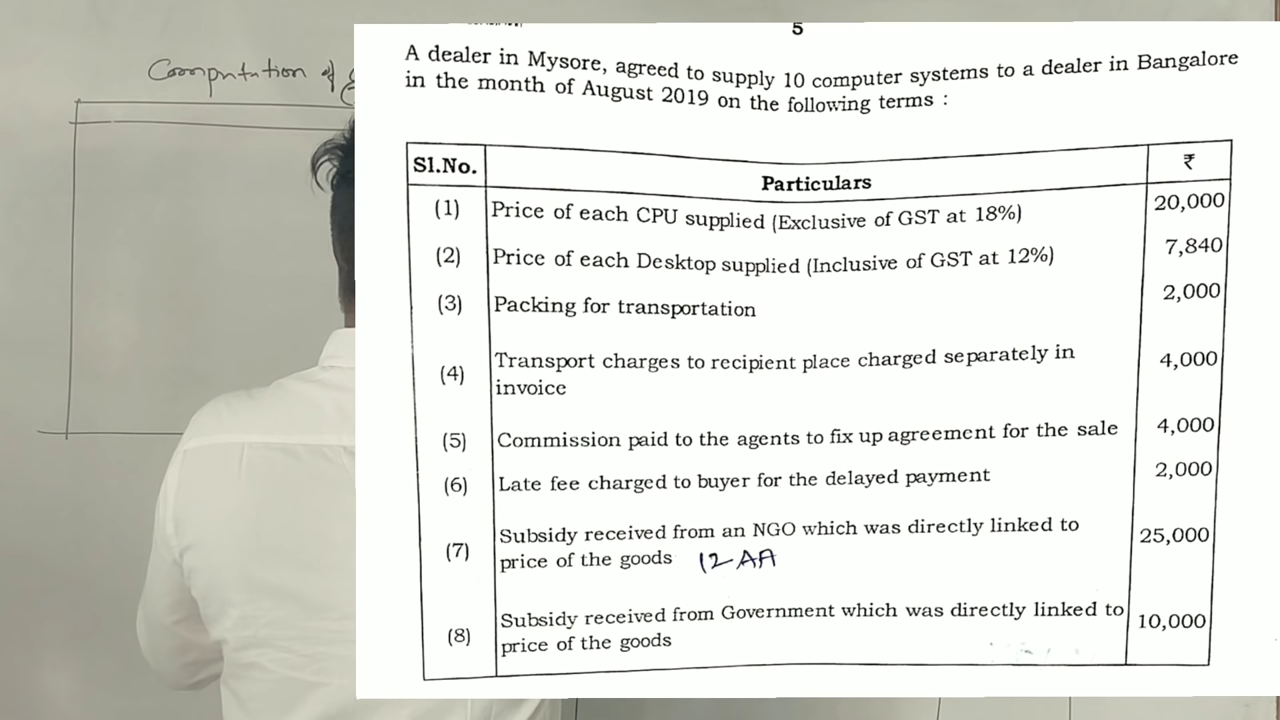 Computation of
5
A dealer in Mysore, agreed to supply 10 computer systems to a dealer in Bangalore
in the month of August 2019 on the following terms :
Sl.No. Particulars ₹
(1) Price of each CPU supplied (Exclusive of GST at 18%) 20,000
(2) Price of each Desktop supplied (Inclusive of GST at 12%) 7,840
(3) Packing for transportation 2,000
(4) Transport charges to recipient place charged separately in 4,000
invoice
(5) Commission paid to the agents to fix up agreement for the sale 4,000
(6) Late fee charged to buyer for the delayed payment 2,000
(7) Subsidy received from an NGO which was directly linked to 25,000
price of the goods 12 AA
(8) Subsidy received from Government which was directly linked to 10,000
price of the goods